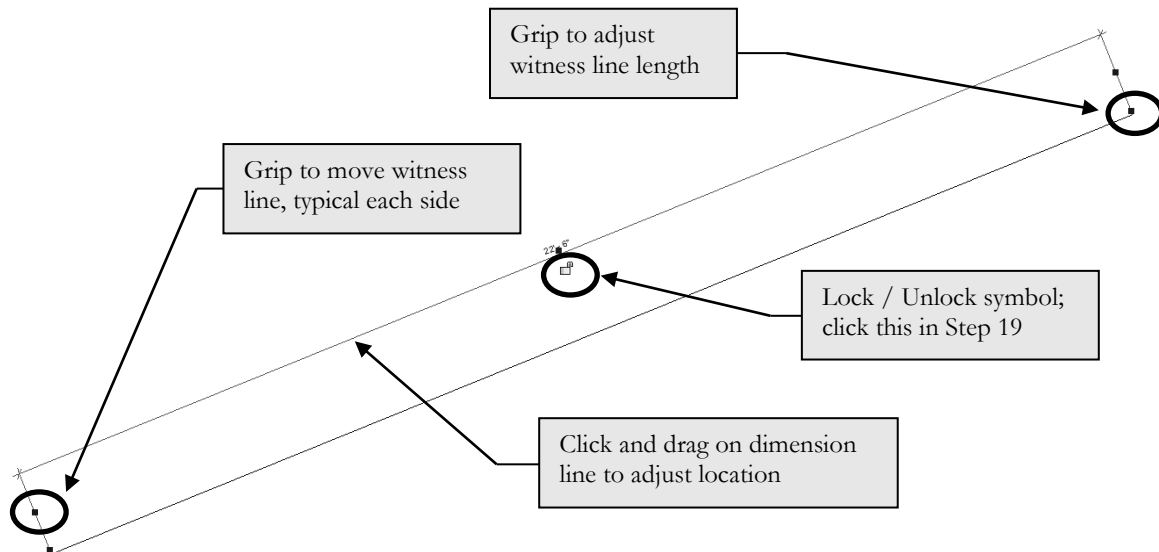 Grip to adjust
witness line length
Grip to move witness
line, typical each side
22' 6"
Lock / Unlock symbol;
click this in Step 19
Click and drag on dimension
line to adjust location